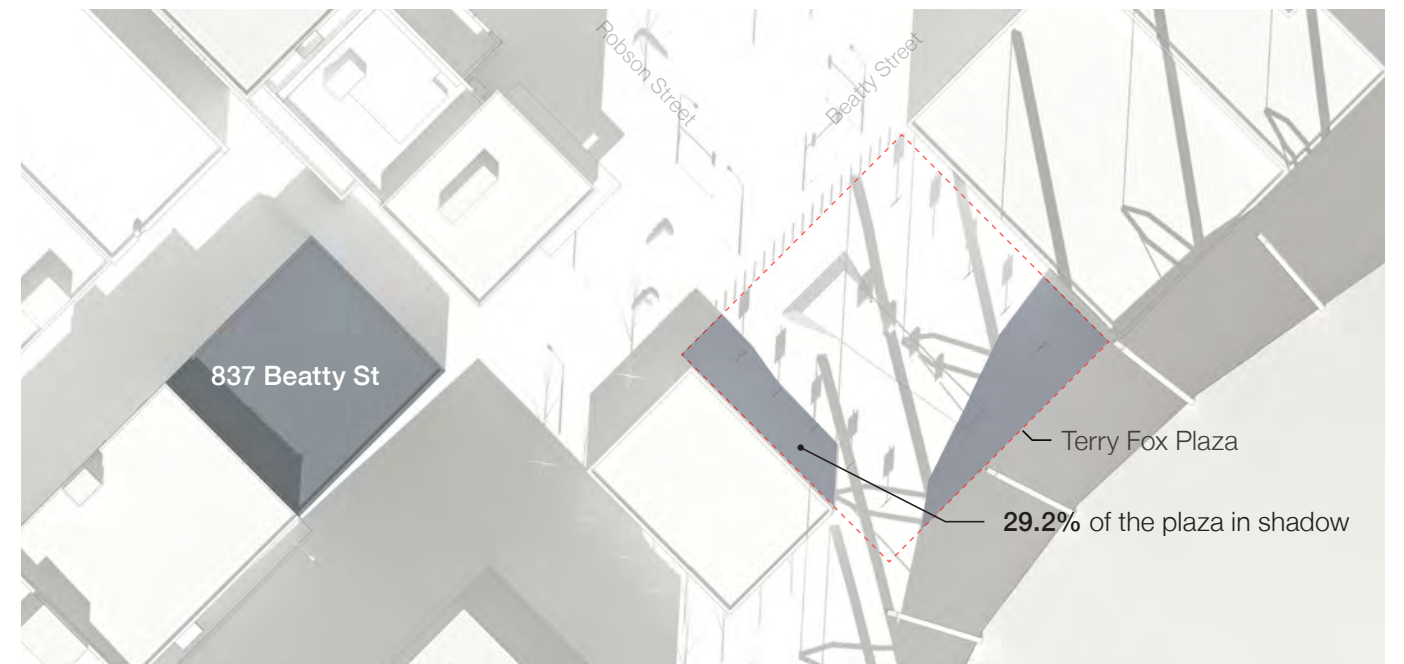 Robson Street
Beatty Street
837 Beatty St
Terry Fox Plaza
29.2% of the plaza in shadow